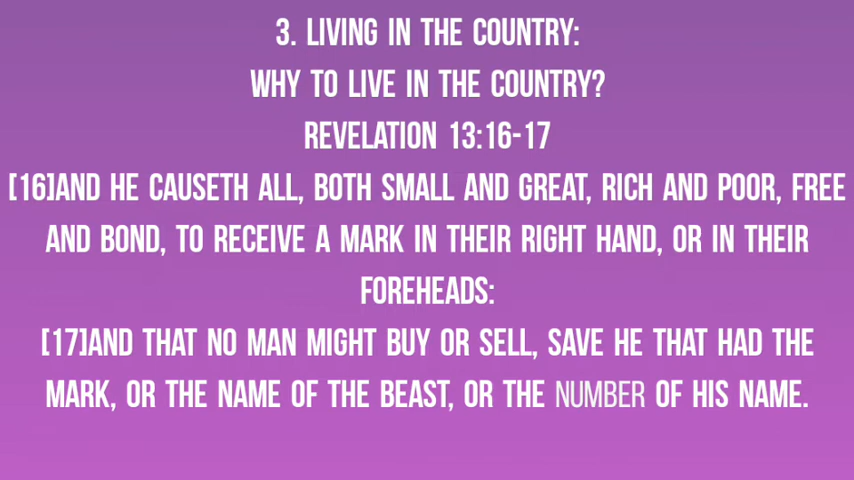 3. LIVING IN THE COUNTRY:
WHY TO LIVE IN THE COUNTRY?
REVELATION 13:16-17
[16]AND HE CAUSETH ALL, BOTH SMALL AND GREAT, RICH AND POOR, FREE
AND BOND, TO RECEIVE A MARK IN THEIR RIGHT HAND, OR IN THEIR
FOREHEADS:
[17]AND THAT NO MAN MIGHT BUY OR SELL, SAVE HE THAT HAD THE
MARK, OR THE NAME OF THE BEAST, OR THE NUMBER OF HIS NAME.